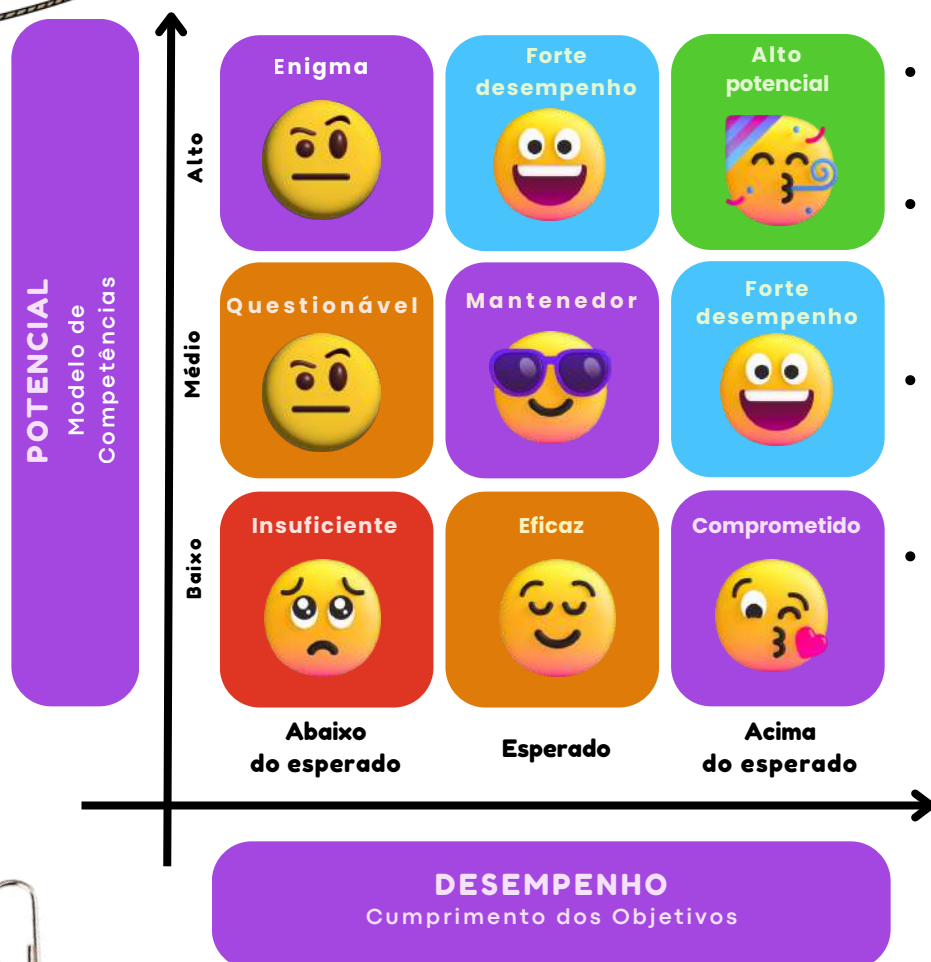 POTENCIAL
Modelo de
Competências
Alto
Enigma
Forte
desempenho
Alto
potencial
Médio
Questionável
Mantenedor
Forte
desempenho
Baixo
Insuficiente
Eficaz
Comprometido
Abaixo
do esperado
Esperado
Acima
do esperado
DESEMPENHO
Cumprimento dos Objetivos